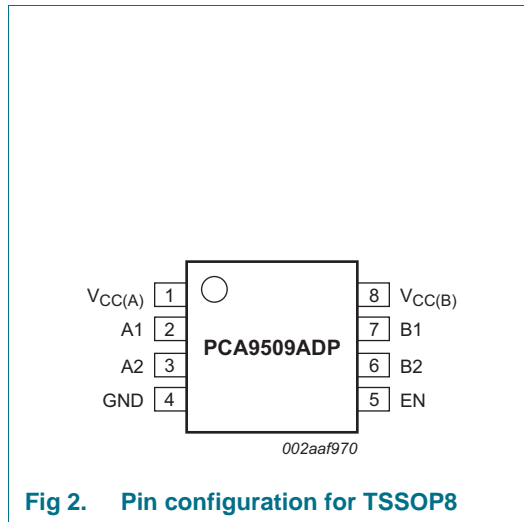 VCC(A) 1 8 VCC(B)
A1 2 7 B1
PCA9509ADP
A2 3 6 B2
GND 4 5 EN
002aaf970
Fig 2. Pin configuration for TSSOP8